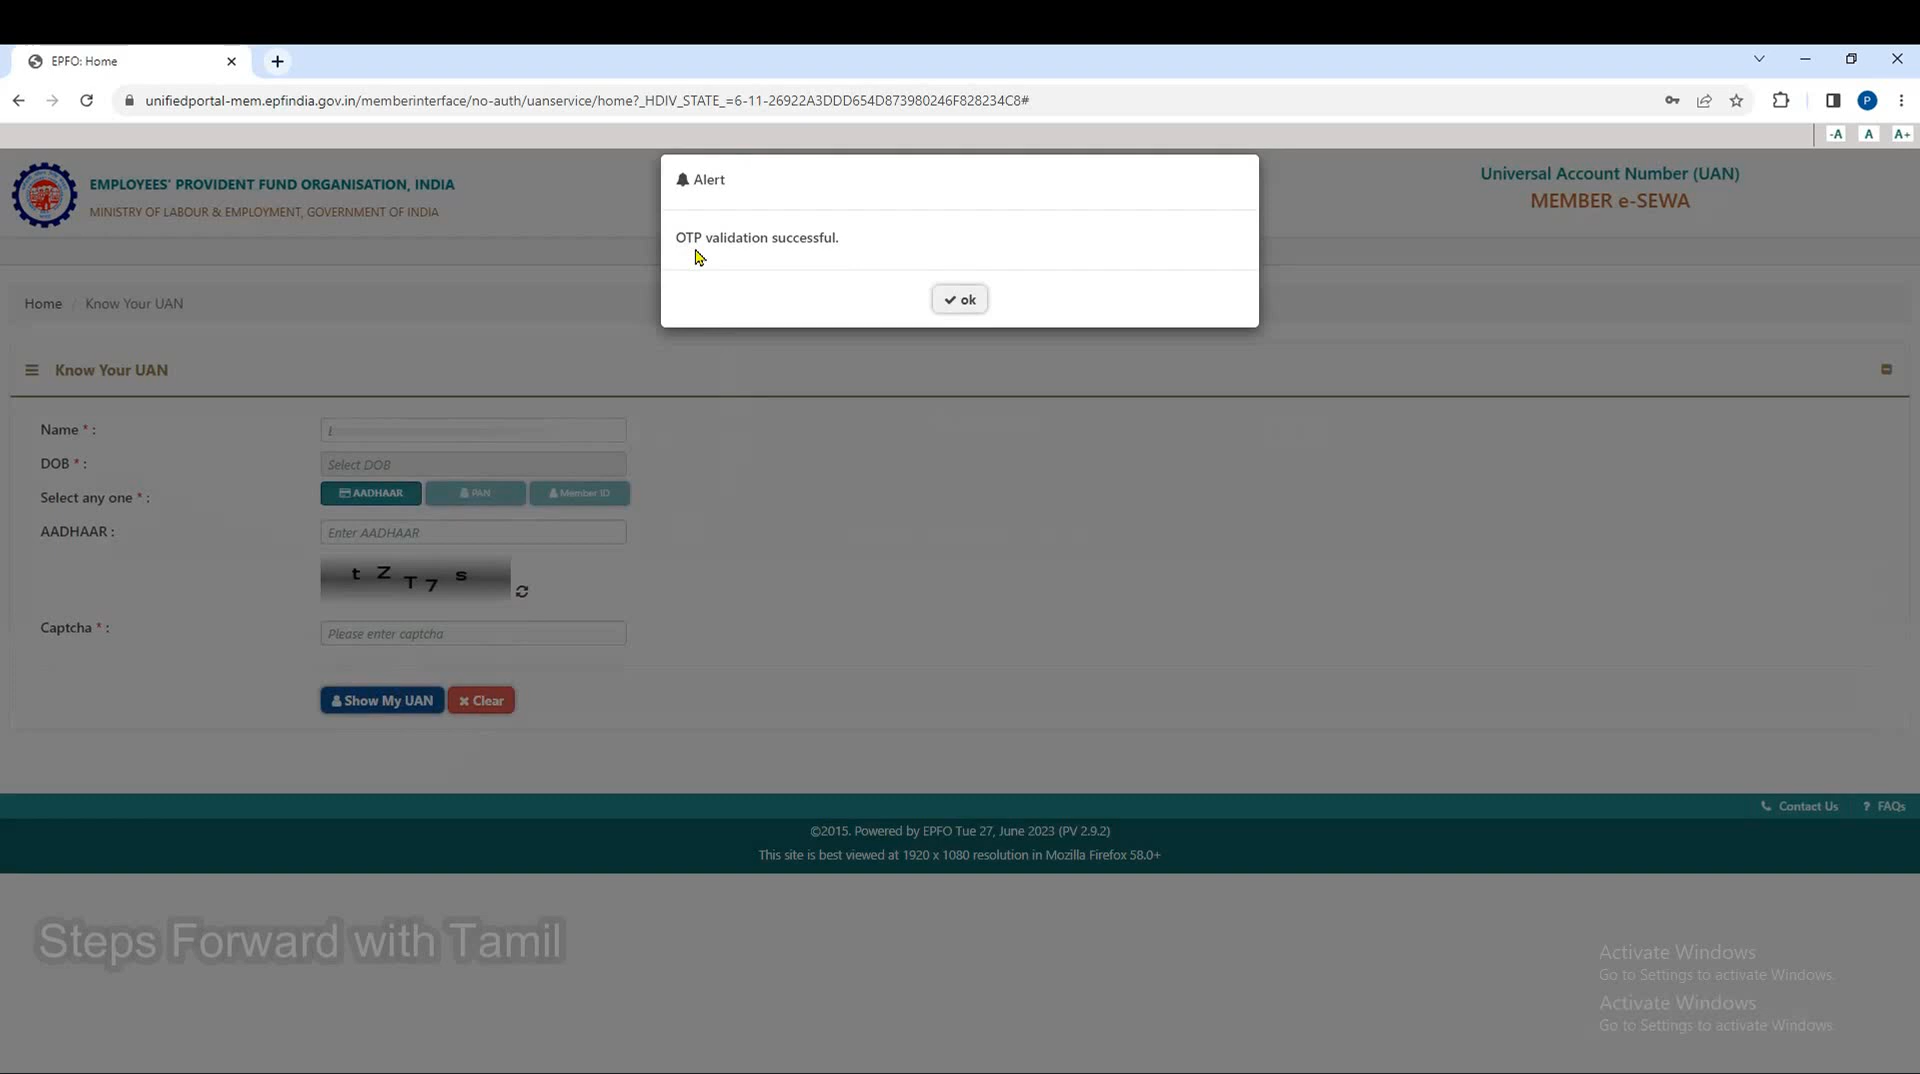 EPFO: Home
unifiedportal-mem.epfindia.gov.in/memberinterface/no-auth/uanservice/home?_HDIV_STATE_=6-11-26922A3DDD654D873980246F828234C8#
P
-A A A+
EMPLOYEES' PROVIDENT FUND ORGANISATION, INDIA
MINISTRY OF LABOUR & EMPLOYMENT, GOVERNMENT OF INDIA
Universal Account Number (UAN)
MEMBER e-SEWA
Alert
OTP validation successful.
ok
Home / Know Your UAN
Know Your UAN
Name * :
DOB * : Select DOB
Select any one * : AADHAAR PAN Member ID
AADHAAR : Enter AADHAAR
t Z T 7 s
Captcha * : Please enter captcha
Show My UAN Clear
Contact Us ? FAQs
©2015. Powered by EPFO Tue 27, June 2023 (PV 2.9.2)
This site is best viewed at 1920 x 1080 resolution in Mozilla Firefox 58.0+
Steps Forward with Tamil
Activate Windows
Go to Settings to activate Windows.
Activate Windows
Go to Settings to activate Windows.